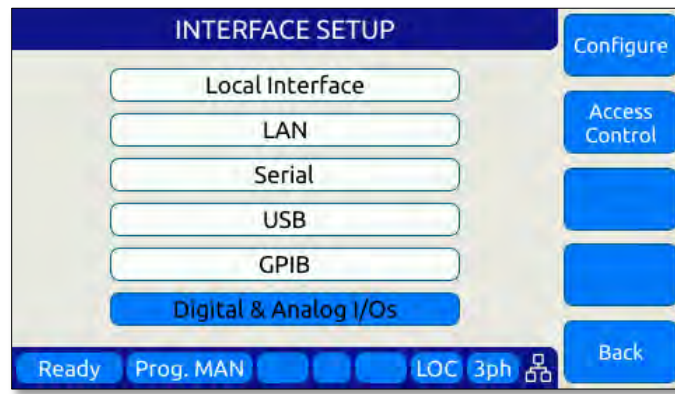 INTERFACE SETUP
Configure
Local Interface
LAN
Access
Control
Serial
USB
GPIB
Digital & Analog I/Os
Back
Ready Prog. MAN LOC 3ph